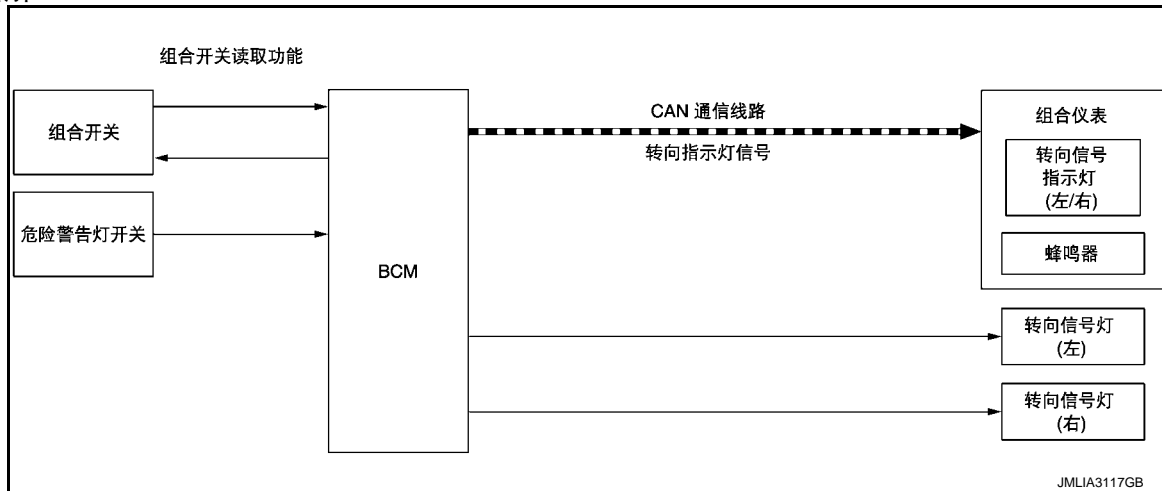 组合开关读取功能
组合开关
危险警告灯开关
BCM
CAN 通信线路
转向指示灯信号
组合仪表
转向信号
指示灯
(左/右)
蜂鸣器
转向信号灯
(左)
转向信号灯
(右)
JMLIA3117GB